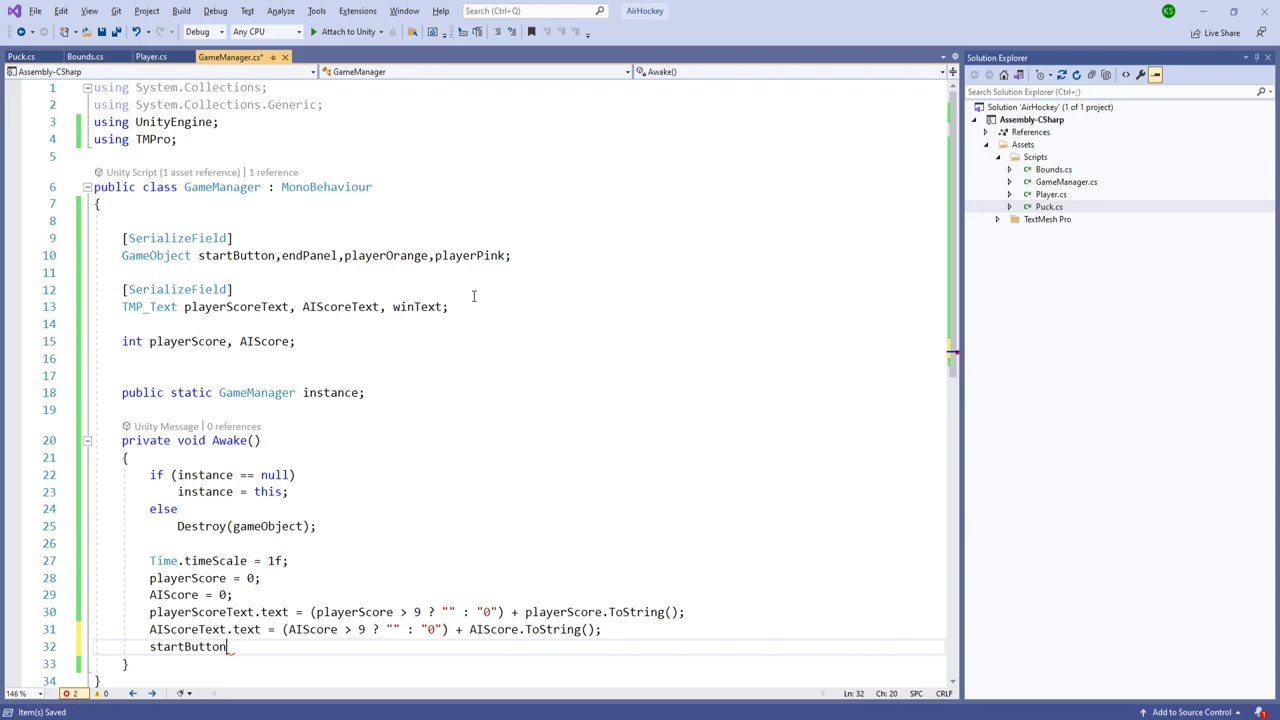 File Edit View Git Project Build Debug Test Analyze Tools Extensions Window Help Search (Ctrl+Q) AirHockey KS
Debug Any CPU Attach to Unity Live Share
Puck.cs Bounds.cs Player.cs GameManager.cs*
Assembly-CSharp GameManager Awake()
1 using System.Collections;
2 using System.Collections.Generic;
3 using UnityEngine;
4 using TMPro;
5
Unity Script (1 asset reference) | 1 reference
6 public class GameManager : MonoBehaviour
7 {
8
9 [SerializeField]
10 GameObject startButton,endPanel,playerOrange,playerPink;
11
12 [SerializeField]
13 TMP_Text playerScoreText, AIScoreText, winText;
14
15 int playerScore, AIScore;
16
17
18 public static GameManager instance;
19
Unity Message | 0 references
20 private void Awake()
21 {
22 if (instance == null)
23 instance = this;
24 else
25 Destroy(gameObject);
26
27 Time.timeScale = 1f;
28 playerScore = 0;
29 AIScore = 0;
30 playerScoreText.text = (playerScore > 9 ? "" : "0") + playerScore.ToString();
31 AIScoreText.text = (AIScore > 9 ? "" : "0") + AIScore.ToString();
32 startButton
33 }
34 }
146 % 2 0 Ln: 32 Ch: 20 SPC CRLF
Item(s) Saved Add to Source Control 1
Solution Explorer
Search Solution Explorer (Ctrl+;)
Solution 'AirHockey' (1 of 1 project)
Assembly-CSharp
References
Assets
Scripts
C# Bounds.cs
C# GameManager.cs
C# Player.cs
C# Puck.cs
TextMesh Pro